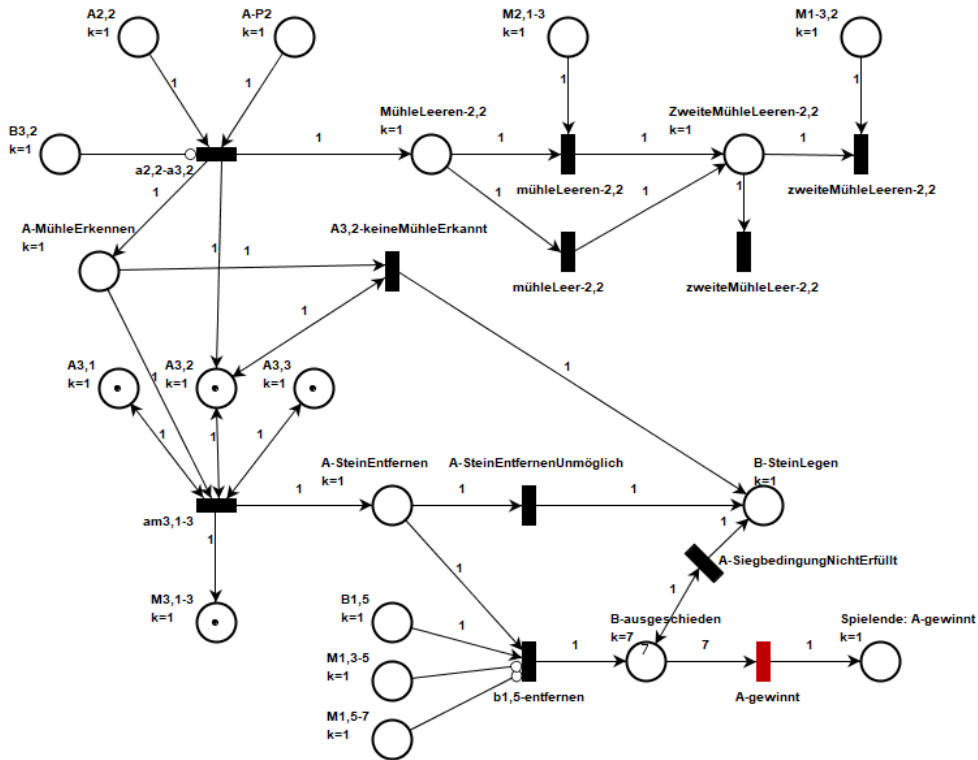 A2,2
k=1
A-P2
k=1
M2,1-3
k=1
M1-3,2
k=1
1
1
1
1
B3,2
k=1
MühleLeeren-2,2
k=1
ZweiteMühleLeeren-2,2
k=1
1
1
1
1
a2,2-a3,2
mühleLeeren-2,2
zweiteMühleLeeren-2,2
1
1
1
1
A-MühleErkennen
k=1
A3,2-keineMühleErkannt
1
1
mühleLeer-2,2
zweiteMühleLeer-2,2
1
A3,1
k=1
A3,2
k=1
A3,3
k=1
1
1
1
1
1
A-SteinEntfernen
k=1
A-SteinEntfernenUnmöglich
B-SteinLegen
k=1
1
1
1
am3,1-3
1
1
A-SiegbedingungNichtErfüllt
M3,1-3
k=1
1
1
B1,5
k=1
1
B-ausgeschieden
k=7
Spielende: A-gewinnt
k=1
7
M1,3-5
k=1
1
7
1
b1,5-entfernen
A-gewinnt
M1,5-7
k=1